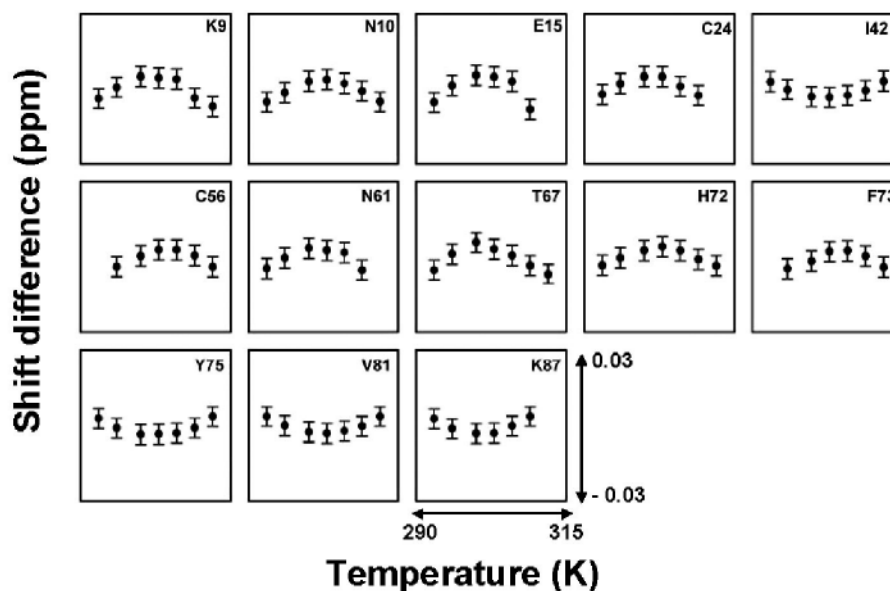 K9 N10 E15 C24 I42
C56 N61 T67 H72 F73
Y75 V81 K87
Shift difference (ppm)
0.03
- 0.03
290 315
Temperature (K)